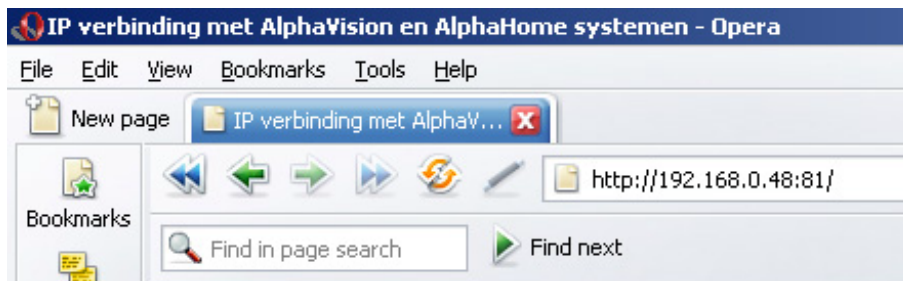 IP verbinding met AlphaVision en AlphaHome systemen - Opera
File Edit View Bookmarks Tools Help
New page IP verbinding met AlphaV...
http://192.168.0.48:81/
Bookmarks
Find in page search Find next